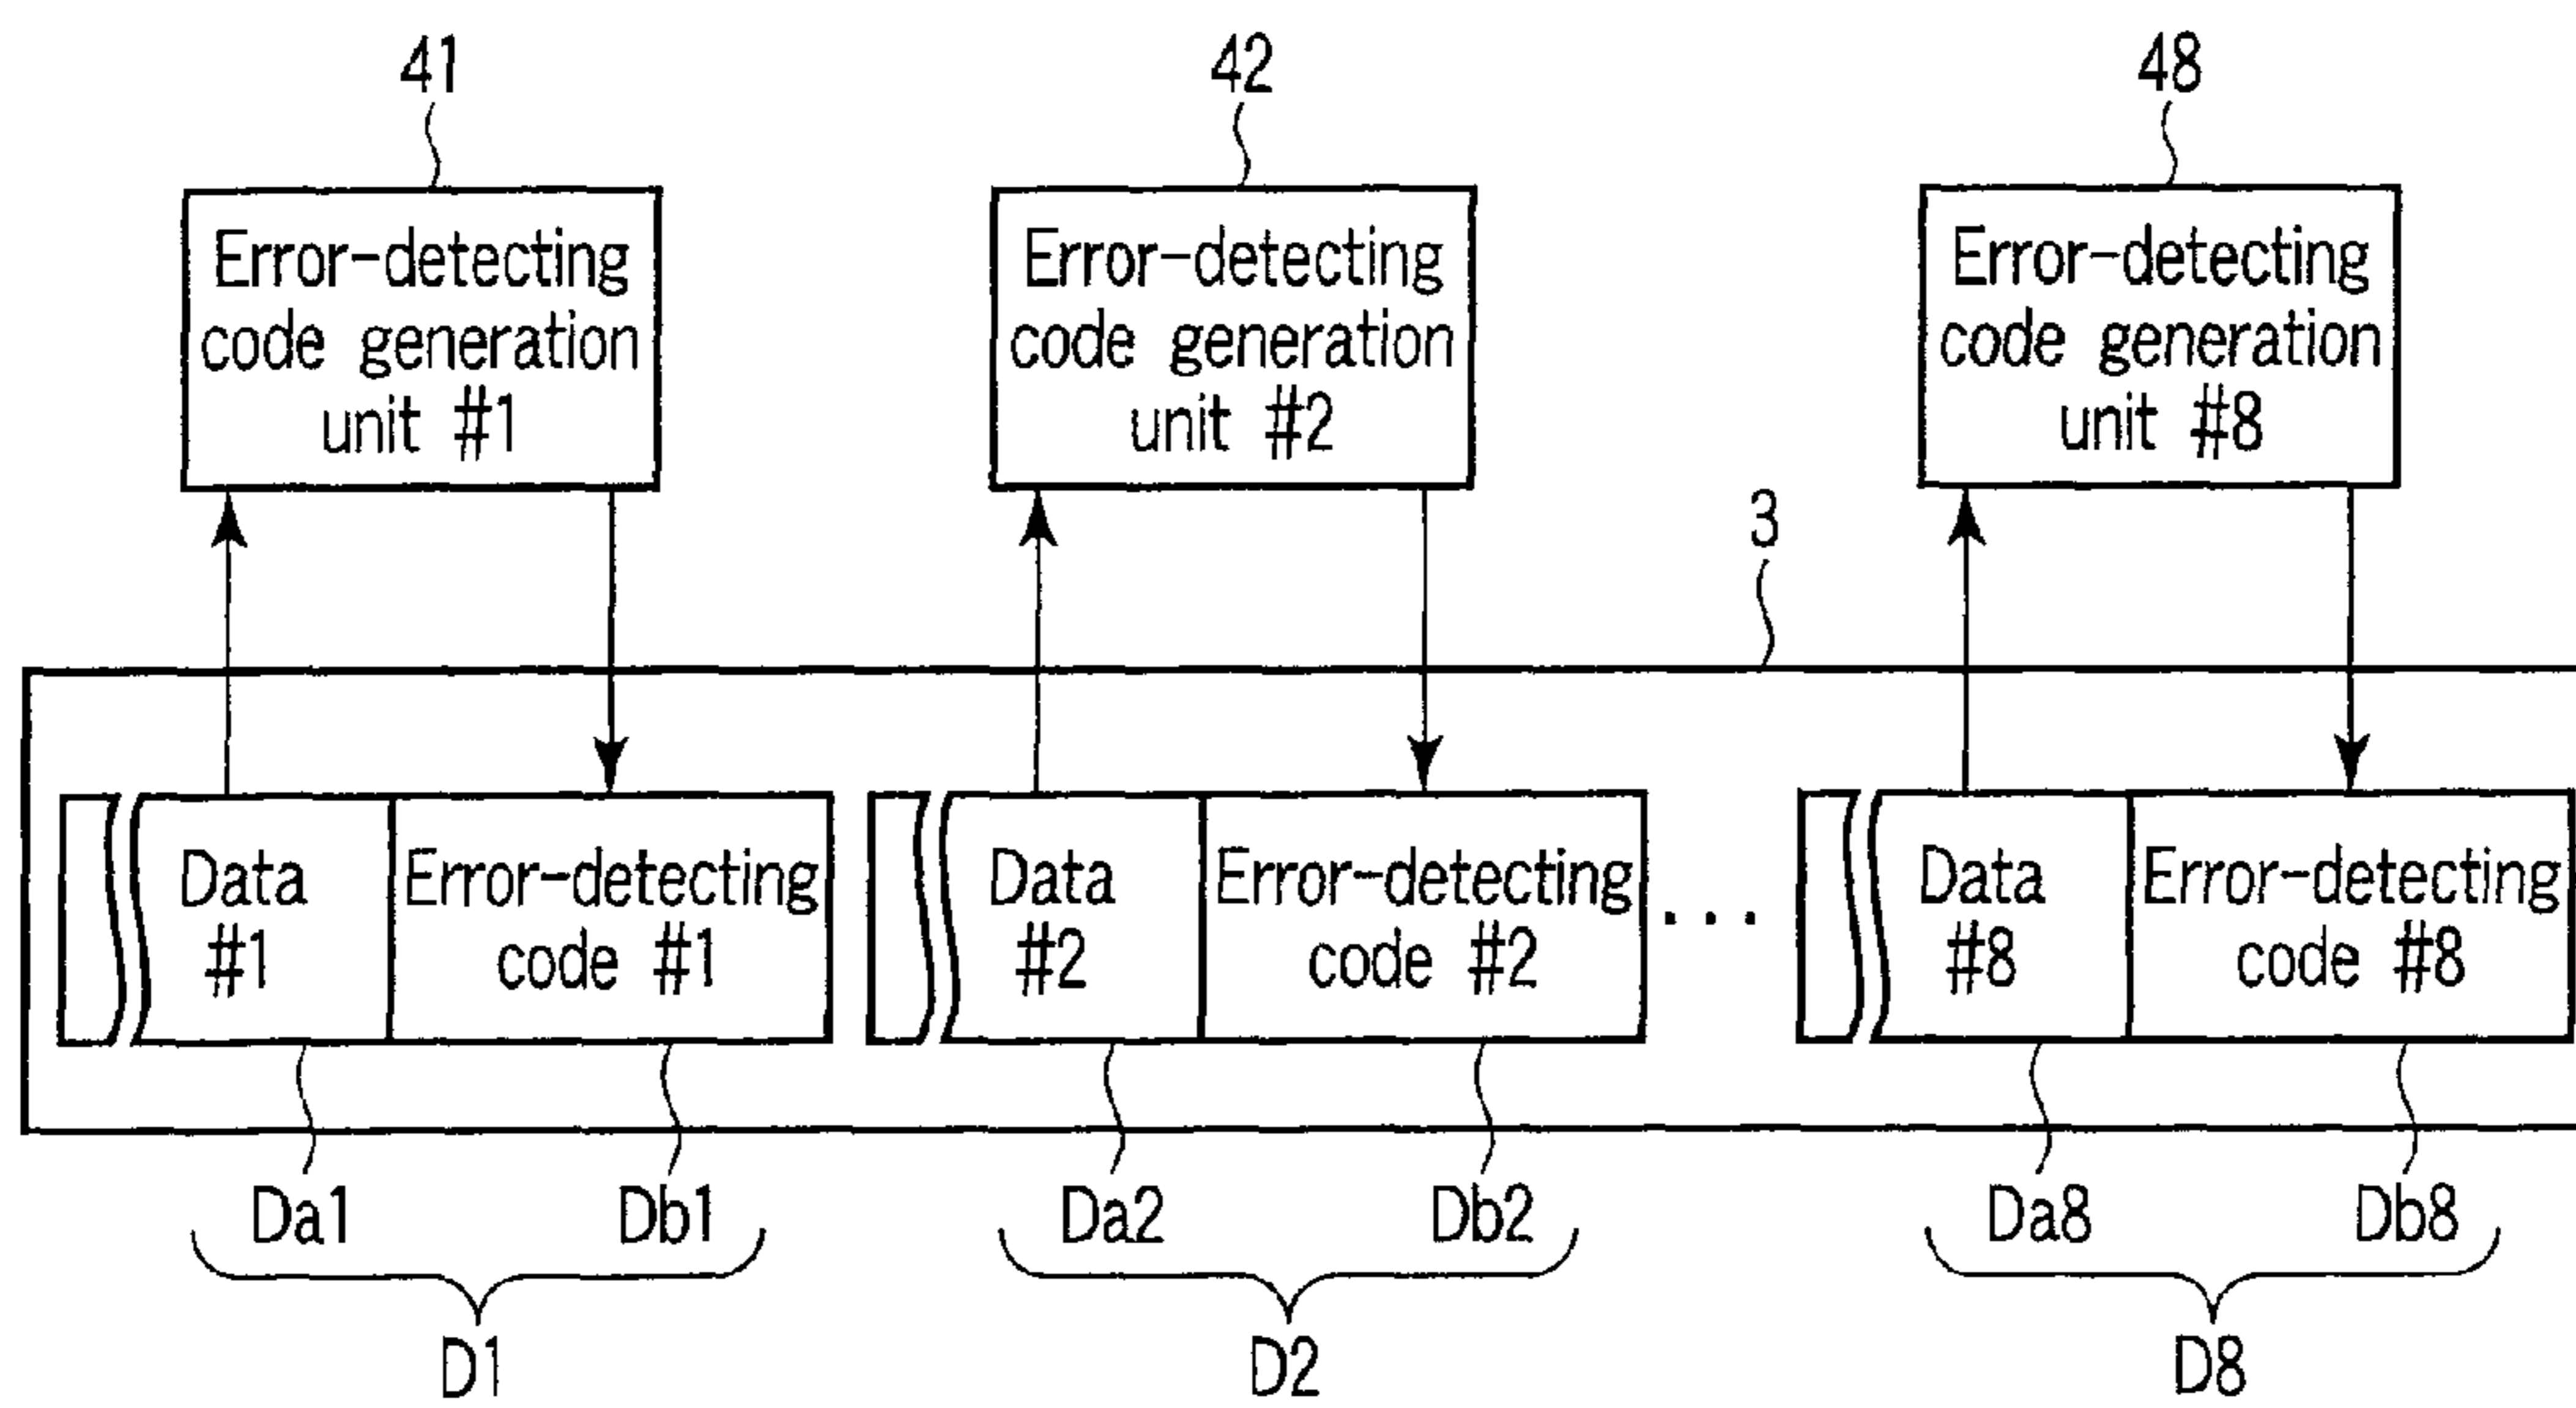 41
42
48
Error-detecting
code generation
unit #1
Error-detecting
code generation
unit #2
Error-detecting
code generation
unit #8
3
Data
#1
Error-detecting
code #1
Data
#2
Error-detecting
code #2
...
Data
#8
Error-detecting
code #8
Da1
Db1
Da2
Db2
Da8
Db8
D1
D2
D8